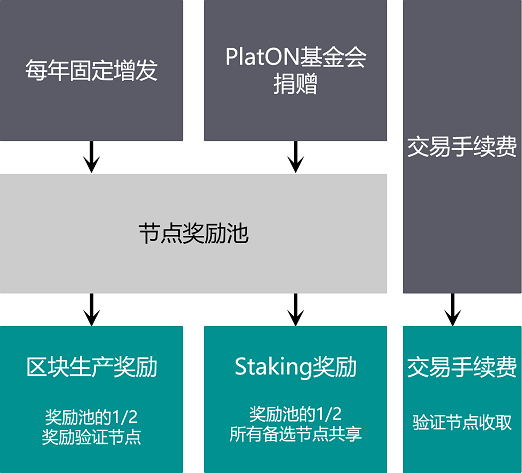 每年固定增发
PlatON基金会
捐赠
交易手续费
节点奖励池
区块生产奖励
奖励池的1/2
奖励验证节点
Staking奖励
奖励池的1/2
所有备选节点共享
交易手续费
验证节点收取